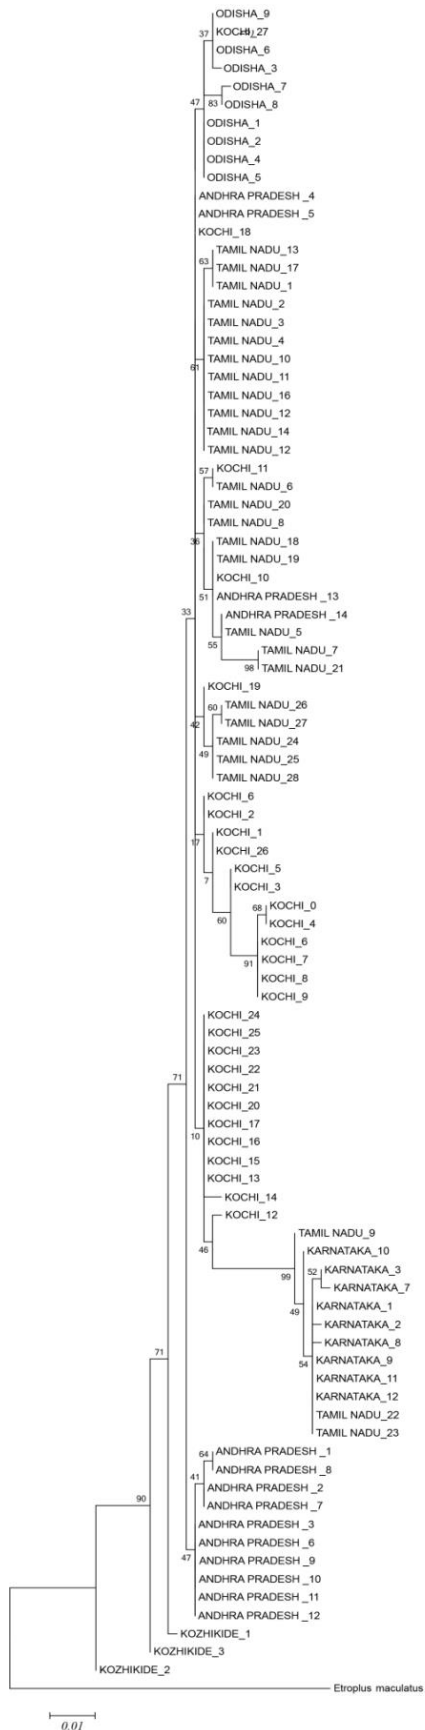 ODISHA_9
37
KOCHI_27
ODISHA_6
ODISHA_3
ODISHA_7
47
83
ODISHA_8
ODISHA_1
ODISHA_2
ODISHA_4
ODISHA_5
ANDHRA PRADESH _4
ANDHRA PRADESH _5
KOCHI_18
TAMIL NADU_13
63
TAMIL NADU_17
TAMIL NADU_1
TAMIL NADU_2
TAMIL NADU_3
TAMIL NADU_4
TAMIL NADU_10
61
TAMIL NADU_11
TAMIL NADU_16
TAMIL NADU_12
TAMIL NADU_14
TAMIL NADU_12
57
KOCHI_11
TAMIL NADU_6
TAMIL NADU_20
TAMIL NADU_8
36
TAMIL NADU_18
TAMIL NADU_19
KOCHI_10
51
ANDHRA PRADESH _13
33
ANDHRA PRADESH _14
TAMIL NADU_5
55
TAMIL NADU_7
98
TAMIL NADU_21
KOCHI_19
60
TAMIL NADU_26
42
TAMIL NADU_27
TAMIL NADU_24
49
TAMIL NADU_25
TAMIL NADU_28
KOCHI_6
KOCHI_2
KOCHI_1
17
KOCHI_26
KOCHI_5
7
KOCHI_3
68
KOCHI_0
60
KOCHI_4
KOCHI_6
91
KOCHI_7
KOCHI_8
KOCHI_9
KOCHI_24
KOCHI_25
KOCHI_23
KOCHI_22
71
KOCHI_21
KOCHI_20
KOCHI_17
10
KOCHI_16
KOCHI_15
KOCHI_13
KOCHI_14
KOCHI_12
TAMIL NADU_9
46
KARNATAKA_10
99
52
KARNATAKA_3
KARNATAKA_7
KARNATAKA_1
49
KARNATAKA_2
KARNATAKA_8
71
54
KARNATAKA_9
KARNATAKA_11
KARNATAKA_12
TAMIL NADU_22
TAMIL NADU_23
ANDHRA PRADESH _1
64
ANDHRA PRADESH _8
41
ANDHRA PRADESH _2
90
ANDHRA PRADESH _7
ANDHRA PRADESH _3
ANDHRA PRADESH _6
47
ANDHRA PRADESH _9
ANDHRA PRADESH _10
ANDHRA PRADESH _11
ANDHRA PRADESH _12
KOZHIKIDE_1
KOZHIKIDE_3
KOZHIKIDE_2
Etroplus maculatus
0.01